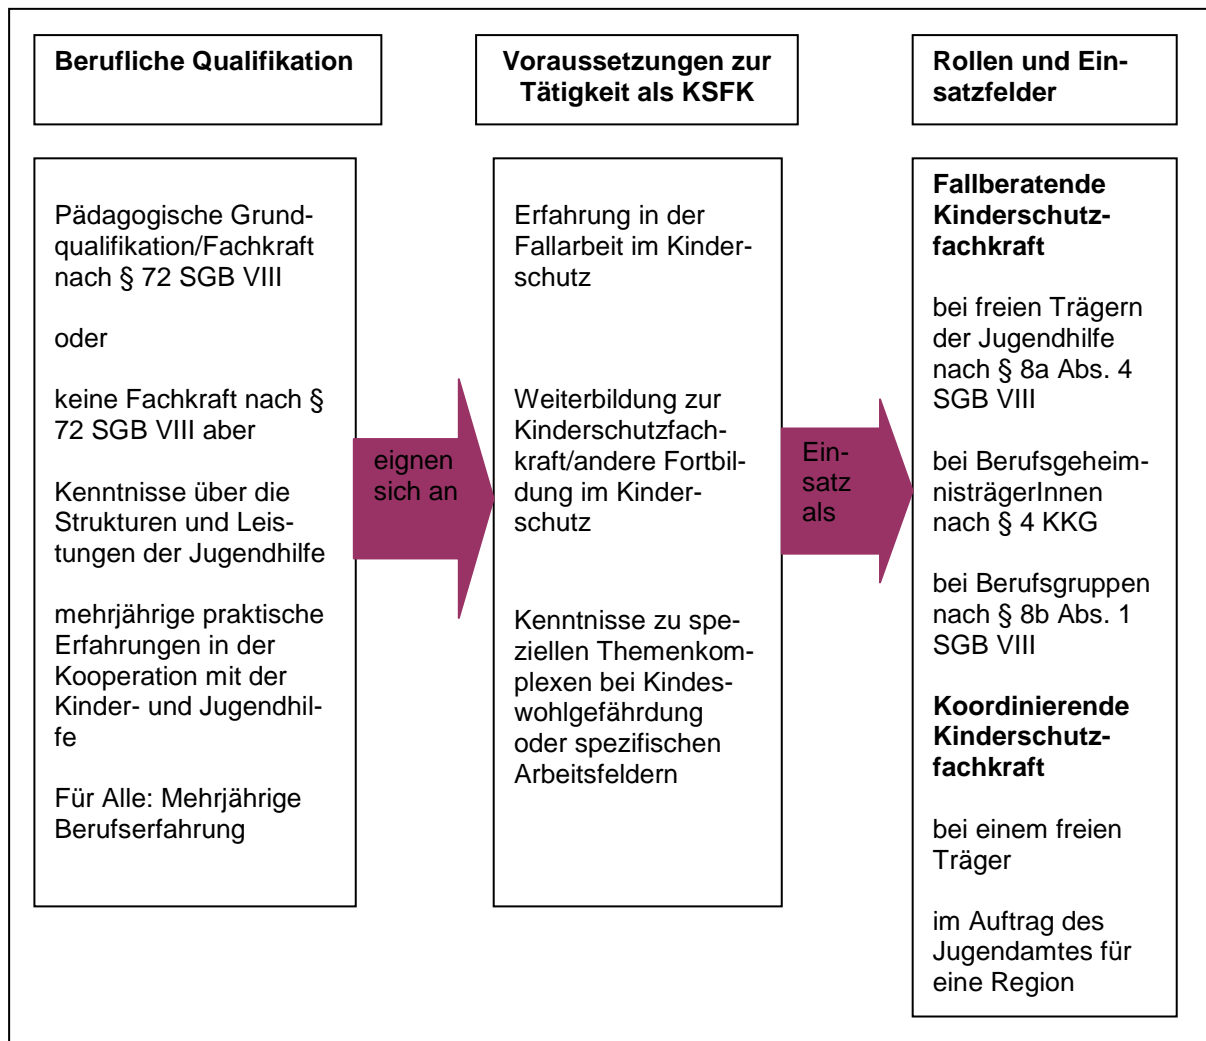 Berufliche Qualifikation
Voraussetzungen zur
Tätigkeit als KSFK
Rollen und Ein-
satzfelder
Pädagogische Grund-
qualifikation/Fachkraft
nach § 72 SGB VIII
oder
keine Fachkraft nach §
72 SGB VIII aber
Kenntnisse über die
Strukturen und Leis-
tungen der Jugendhilfe
mehrjährige praktische
Erfahrungen in der
Kooperation mit der
Kinder- und Jugendhil-
fe
Für Alle: Mehrjährige
Berufserfahrung
eignen
sich an
Erfahrung in der
Fallarbeit im Kinder-
schutz
Weiterbildung zur
Kinderschutzfach-
kraft/andere Fortbil-
dung im Kinder-
schutz
Kenntnisse zu spe-
ziellen Themenkom-
plexen bei Kindes-
wohlgefährdung
oder spezifischen
Arbeitsfeldern
Ein-
satz
als
Fallberatende
Kinderschutz-
fachkraft
bei freien Trägern
der Jugendhilfe
nach § 8a Abs. 4
SGB VIII
bei Berufsgeheim-
nisträgerInnen
nach § 4 KKG
bei Berufsgruppen
nach § 8b Abs. 1
SGB VIII
Koordinierende
Kinderschutz-
fachkraft
bei einem freien
Träger
im Auftrag des
Jugendamtes für
eine Region